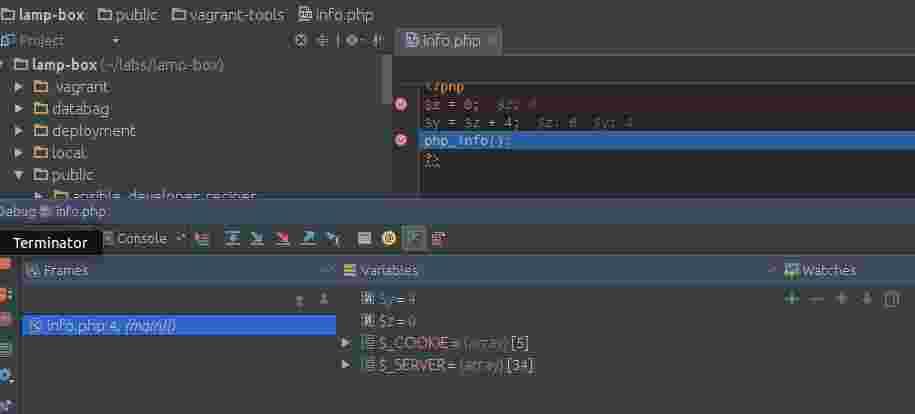 lamp-box public vagrant-tools info.php
Project
info.php
lamp-box (~/labs/lamp-box)
.vagrant
databag
deployment
local
public
ansible_developer_recipes
<?php
$z = 0; $z: 0
$y = $z + 4; $z: 0 $y: 4
php_info();
?>
Debug info.php
Terminator
Console
Frames
Variables
Watches
info.php:4, {main}()
$y = 4
$z = 0
$_COOKIE = {array} [5]
$_SERVER = {array} [34]